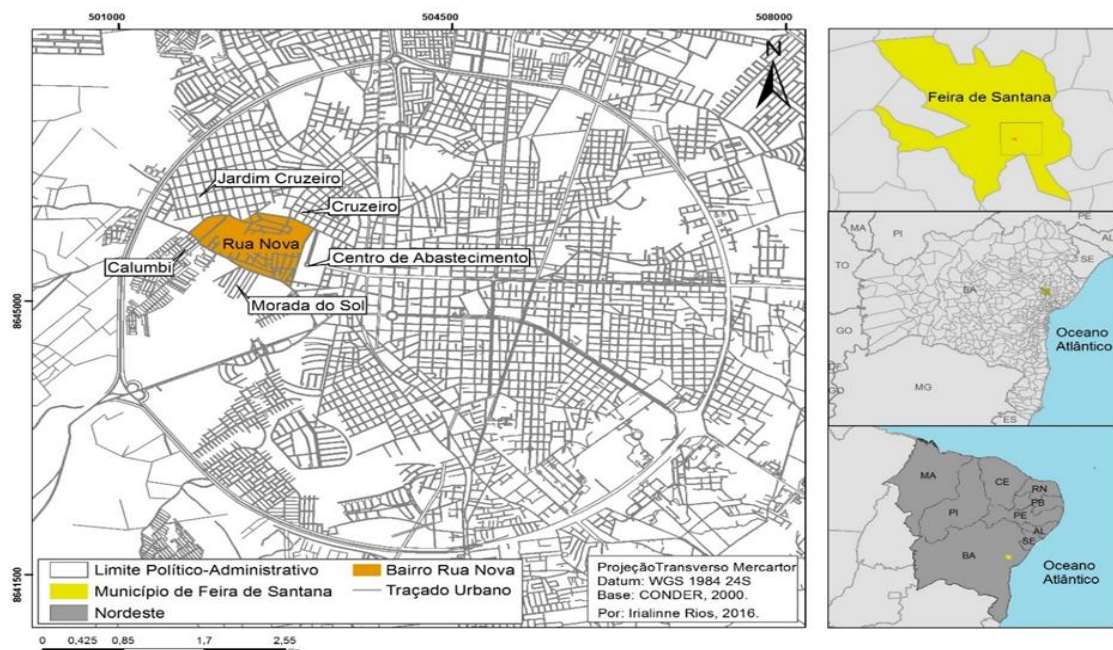 501000
504500
508000
N
Jardim Cruzeiro
Cruzeiro
Rua Nova
Calumbi
Centro de Abastecimento
Morada do Sol
8645000
8641500
Limite Político-Administrativo
Município de Feira de Santana
Nordeste
Bairro Rua Nova
Traçado Urbano
ProjeçãoTransverso Mercartor
Datum: WGS 1984 24S
Base: CONDER, 2000.
Por: Irialinne Rios, 2016.
0 0,425 0,85 1,7 2,55
Feira de Santana
MA
PI
PE
AL
SE
TO
BA
GO
Oceano
Atlântico
DF
GO
MG
ES
MA
CE
RN
PB
PI
PE
AL
SE
BA
Oceano
Atlântico